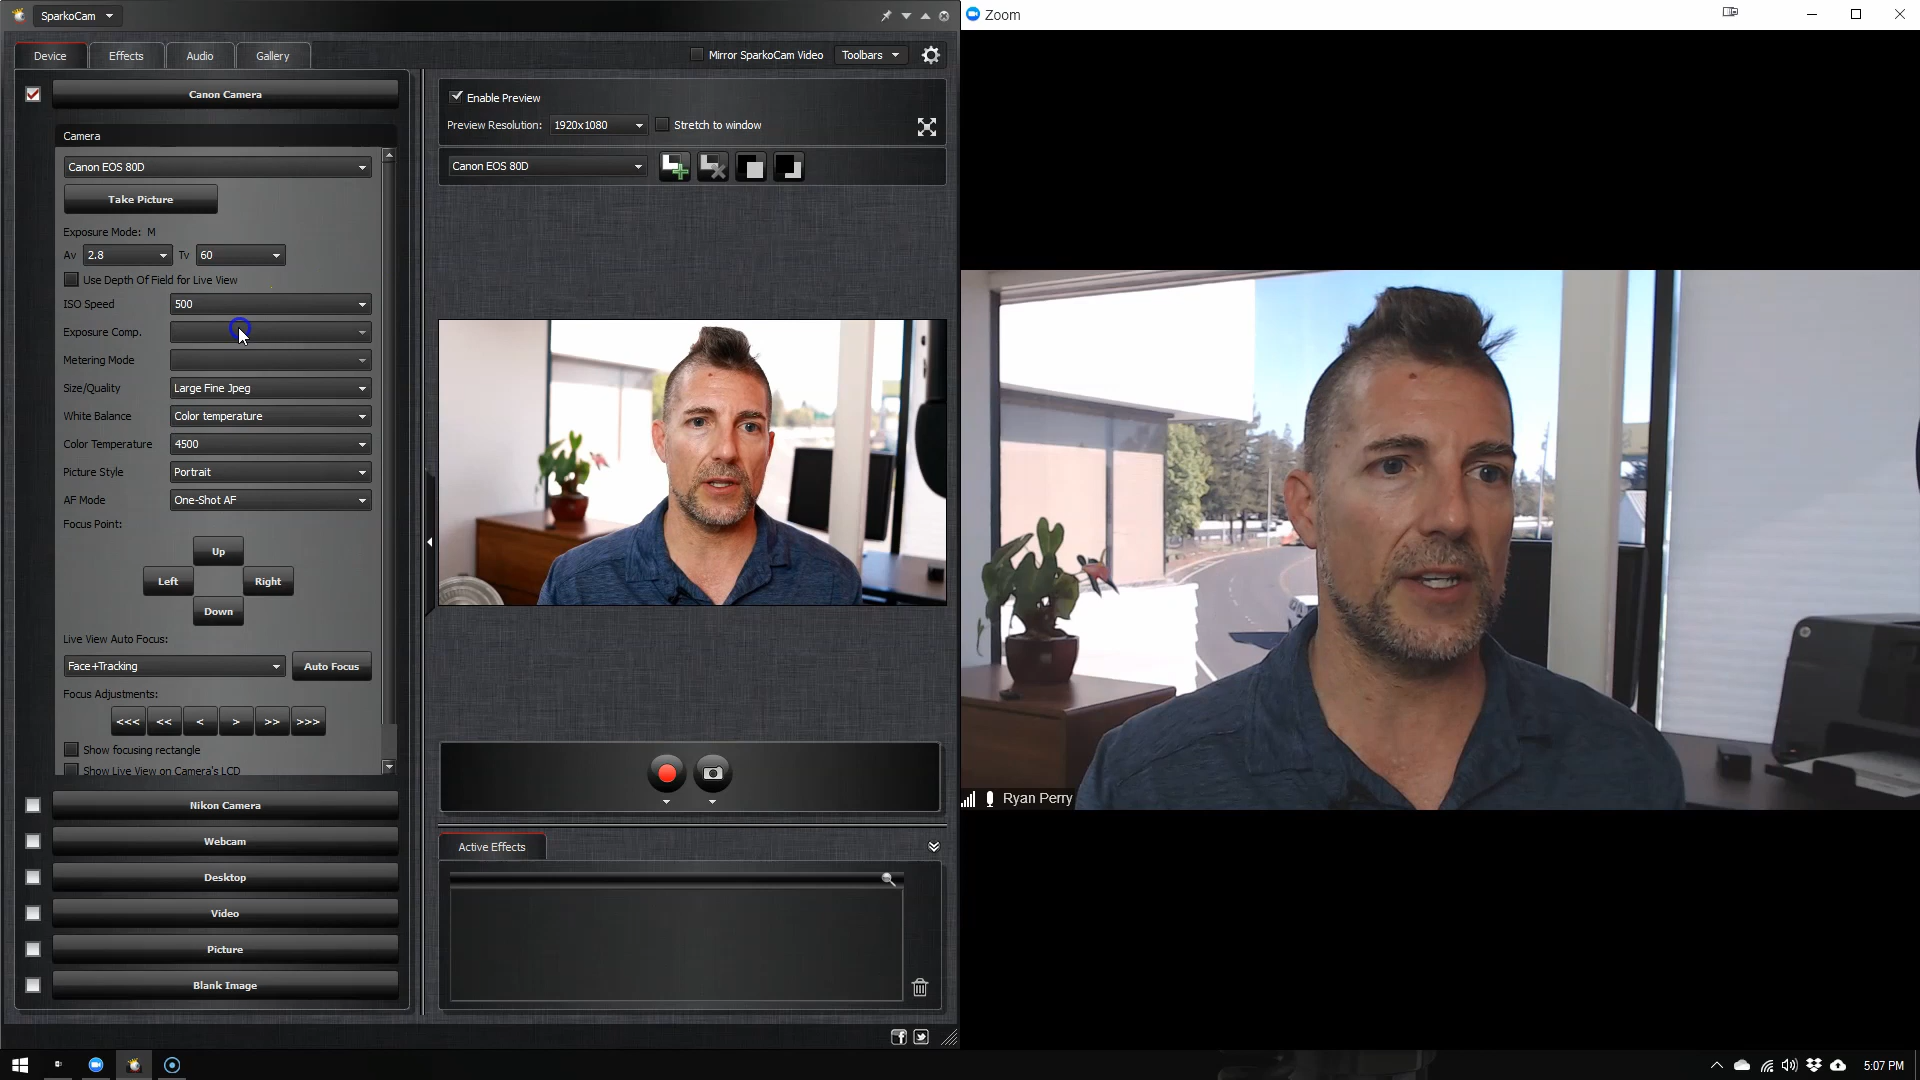 SparkoCam
Zoom
Device
Effects
Audio
Gallery
Mirror SparkoCam Video
Toolbars
Canon Camera
Enable Preview
Preview Resolution: 1920x1080
Stretch to window
Camera
Canon EOS 80D
Canon EOS 80D
Take Picture
Exposure Mode: M
Av 2.8 Tv 60
Use Depth Of Field for Live View
ISO Speed 500
Exposure Comp.
Metering Mode
Size/Quality Large Fine Jpeg
White Balance Color temperature
Color Temperature 4500
Picture Style Portrait
AF Mode One-Shot AF
Focus Point:
Up
Left
Right
Down
Live View Auto Focus:
Face+Tracking
Auto Focus
Focus Adjustments:
<<< << < > >> >>>
Show focusing rectangle
Show Live View on Camera's LCD
Nikon Camera
Webcam
Desktop
Video
Picture
Blank Image
Active Effects
Ryan Perry
5:07 PM